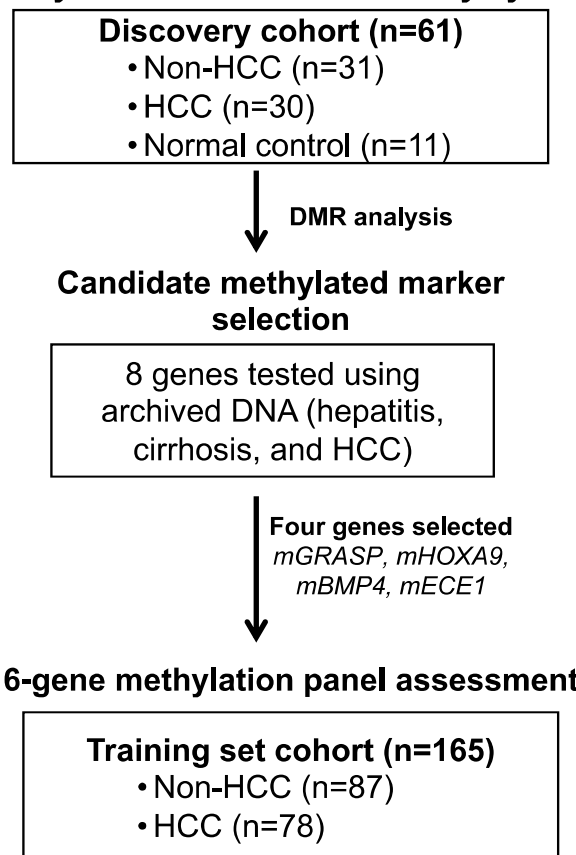 Discovery cohort (n=61)
• Non-HCC (n=31)
• HCC (n=30)
• Normal control (n=11)
DMR analysis
Candidate methylated marker
selection
8 genes tested using
archived DNA (hepatitis,
cirrhosis, and HCC)
Four genes selected
mGRASP, mHOXA9,
mBMP4, mECE1
6-gene methylation panel assessment
Training set cohort (n=165)
• Non-HCC (n=87)
• HCC (n=78)